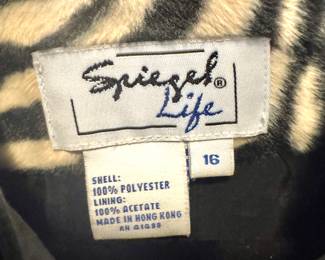 Spiegel®
Life
16
SHELL:
100% POLYESTER
LINING:
100% ACETATE
MADE IN HONG KONG